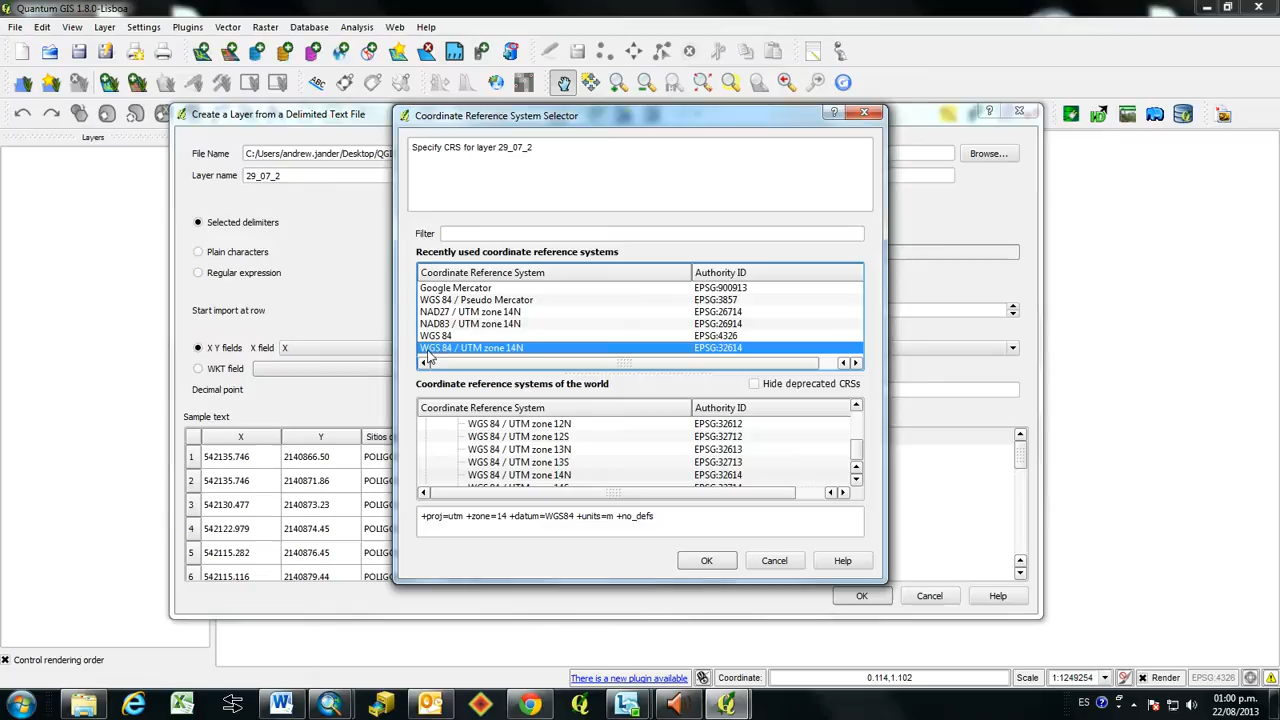 Quantum GIS 1.8.0-Lisboa
File Edit View Layer Settings Plugins Vector Raster Database Analysis Web Help
Layers
Create a Layer from a Delimited Text File
File Name C:/Users/andrew.jander/Desktop/QGI
Browse...
Layer name 29_07_2
Selected delimiters
Plain characters
Regular expression
Start import at row
X Y fields X field X
WKT field
Decimal point
Sample text
X Y Sitios
1 542135.746 2140866.50 POLIG
2 542135.746 2140871.86 POLIG
3 542130.477 2140873.23 POLIG
4 542122.979 2140874.45 POLIG
5 542115.282 2140876.45 POLIG
6 542115.116 2140879.44 POLIG
OK Cancel Help
Coordinate Reference System Selector
Specify CRS for layer 29_07_2
Filter
Recently used coordinate reference systems
Coordinate Reference System Authority ID
Google Mercator EPSG:900913
WGS 84 / Pseudo Mercator EPSG:3857
NAD27 / UTM zone 14N EPSG:26714
NAD83 / UTM zone 14N EPSG:26914
WGS 84 EPSG:4326
WGS 84 / UTM zone 14N EPSG:32614
Coordinate reference systems of the world Hide deprecated CRSs
Coordinate Reference System Authority ID
WGS 84 / UTM zone 12N EPSG:32612
WGS 84 / UTM zone 12S EPSG:32712
WGS 84 / UTM zone 13N EPSG:32613
WGS 84 / UTM zone 13S EPSG:32713
WGS 84 / UTM zone 14N EPSG:32614
+proj=utm +zone=14 +datum=WGS84 +units=m +no_defs
OK Cancel Help
Control rendering order
There is a new plugin available Coordinate: 0.114,1.102 Scale 1:1249254 Render EPSG:4326
ES 01:00 p.m.
22/08/2013